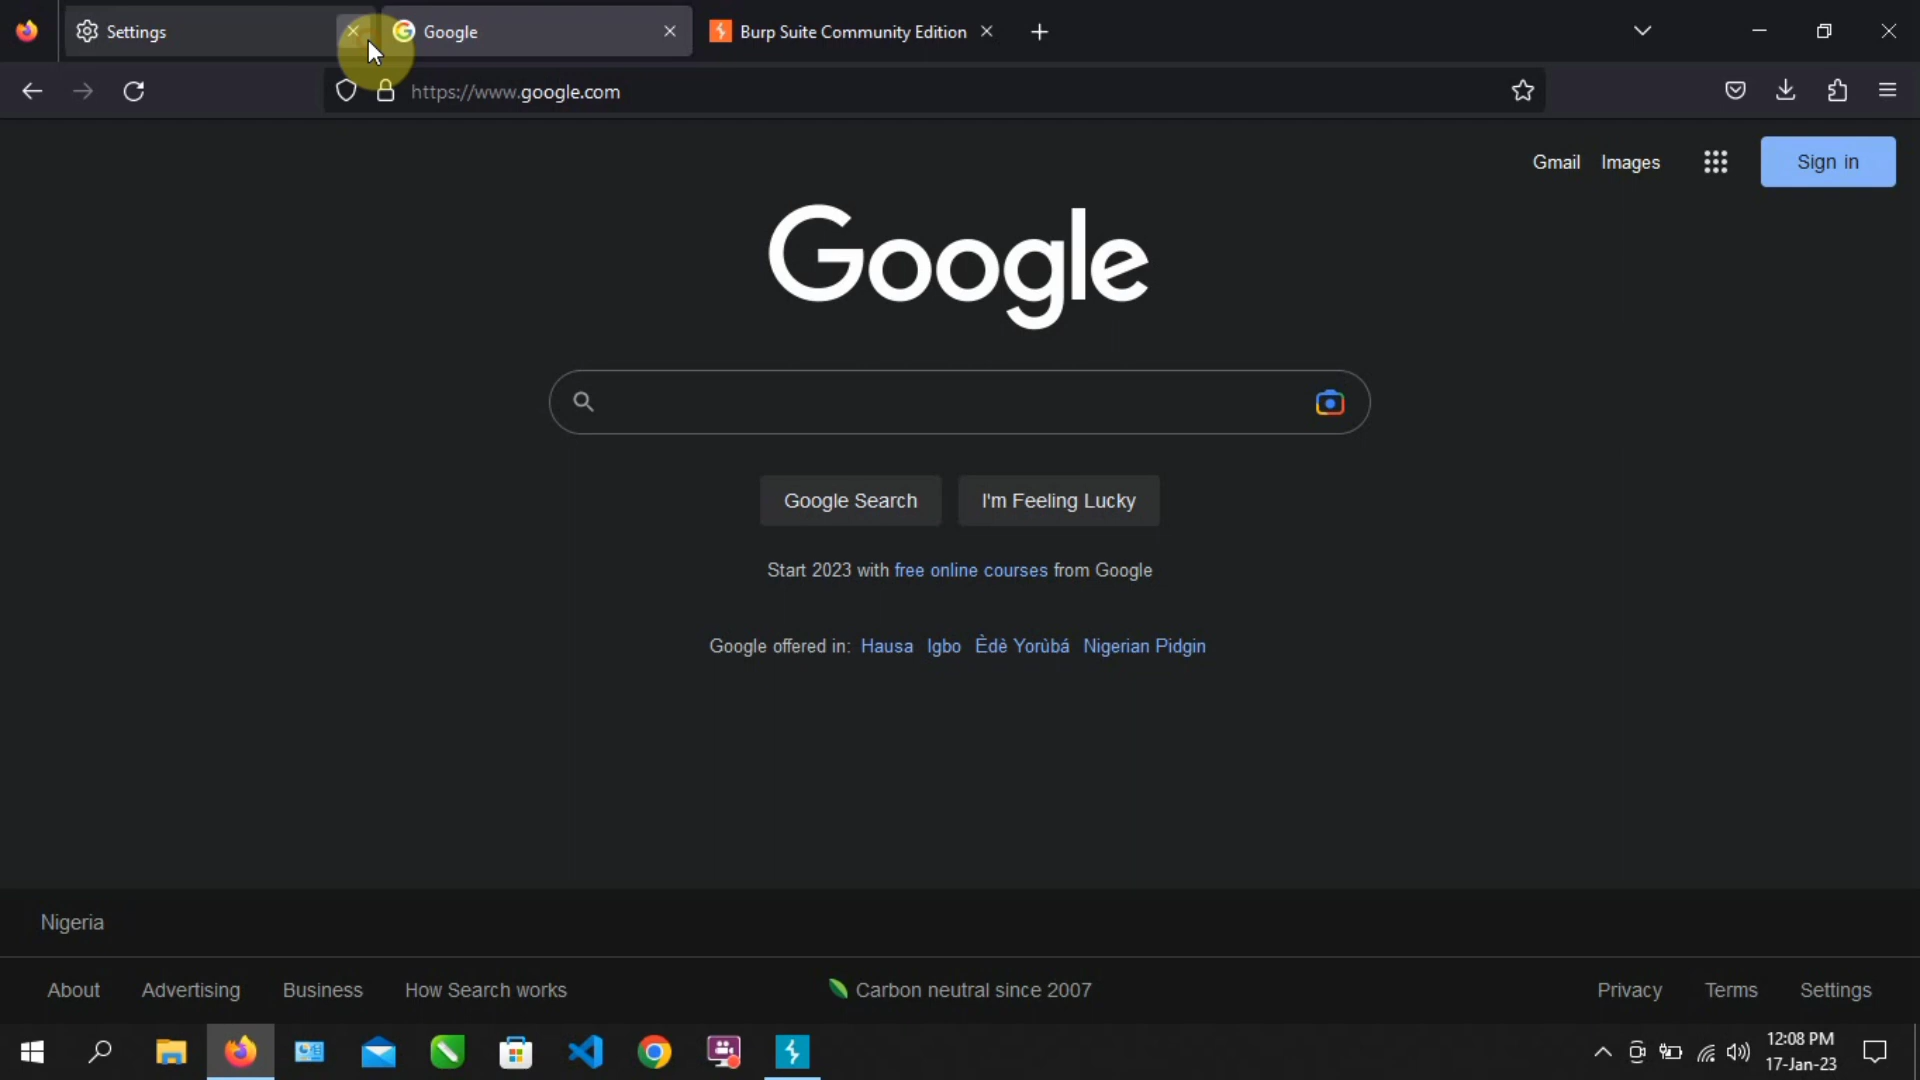 Settings
Google
Burp Suite Community Edition
https://www.google.com
Gmail
Images
Sign in
Google
Google Search
I'm Feeling Lucky
Start 2023 with free online courses from Google
Google offered in: Hausa Igbo Èdè Yorùbá Nigerian Pidgin
Nigeria
About
Advertising
Business
How Search works
Carbon neutral since 2007
Privacy
Terms
Settings
12:08 PM
17-Jan-23